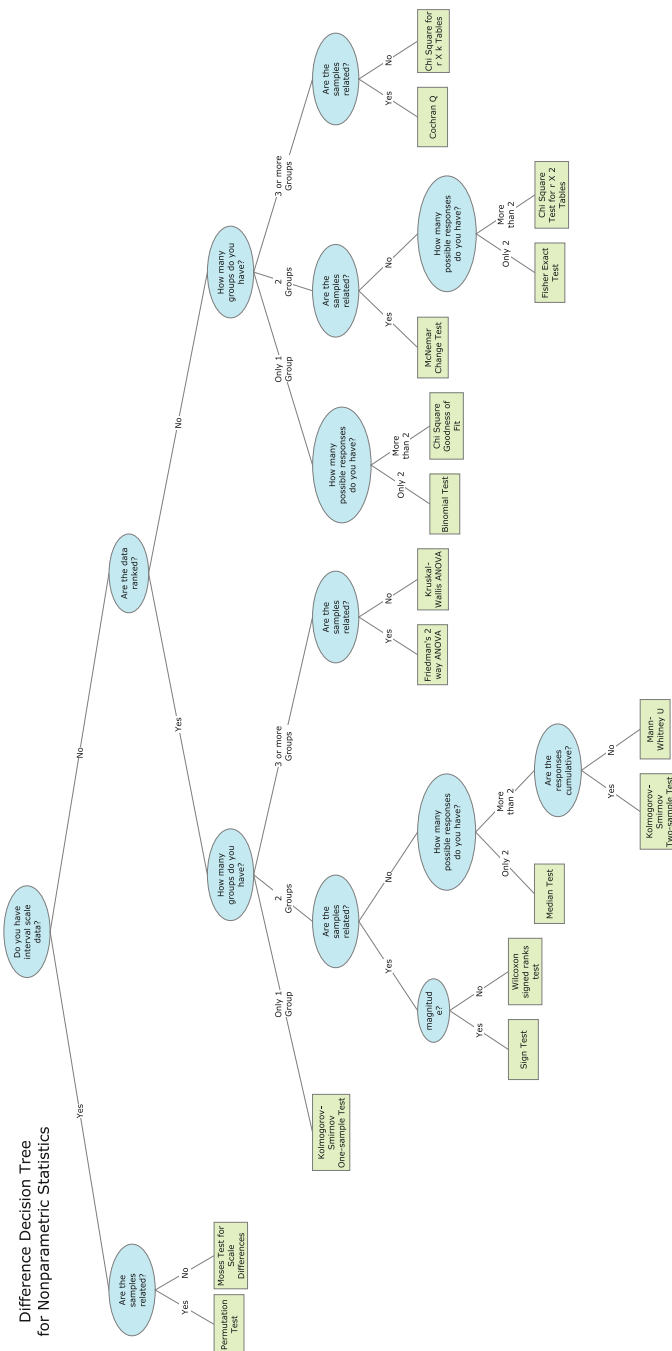 Difference Decision Tree
for Nonparametric Statistics
Do you have
interval scale
data?
Yes
No
Are the
samples
related?
Yes
No
Permutation
Test
Moses Test for
Scale
Differences
Are the data
ranked?
Yes
No
How many
groups do you
have?
Only 1
Group
2
Groups
3 or more
Groups
Kolmogorov-
Smirnov
One-sample Test
Are the
samples
related?
Yes
No
magnitud
e?
Yes
No
Sign Test
Wilcoxon
signed ranks
test
How many
possible responses
do you have?
Only 2
More
than 2
Median Test
Are the
responses
cumulative?
Yes
No
Kolmogorov-
Smirnov
Two-sample Test
Mann-
Whitney U
Are the
samples
related?
Yes
No
Friedman's 2
way ANOVA
Kruskal-
Wallis ANOVA
How many
groups do you
have?
Only 1
Group
2
Groups
3 or more
Groups
How many
possible responses
do you have?
Only 2
More
than 2
Binomial Test
Chi Square
Goodness of
Fit
Are the
samples
related?
Yes
No
McNemar
Change Test
How many
possible responses
do you have?
Only 2
More
than 2
Fisher Exact
Test
Chi Square
Test for r X 2
Tables
Are the
samples
related?
Yes
No
Cochran Q
Chi Square for
r X k Tables